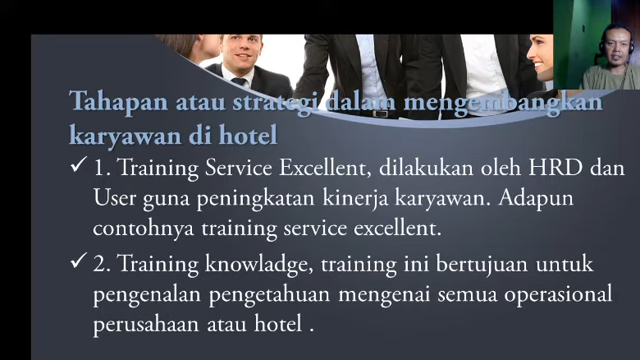 Tahapan atau strategi dalam mengembangkan
karyawan di hotel
✓ 1. Training Service Excellent, dilakukan oleh HRD dan
User guna peningkatan kinerja karyawan. Adapun
contohnya training service excellent.
✓ 2. Training knowladge, training ini bertujuan untuk
pengenalan pengetahuan mengenai semua operasional
perusahaan atau hotel .